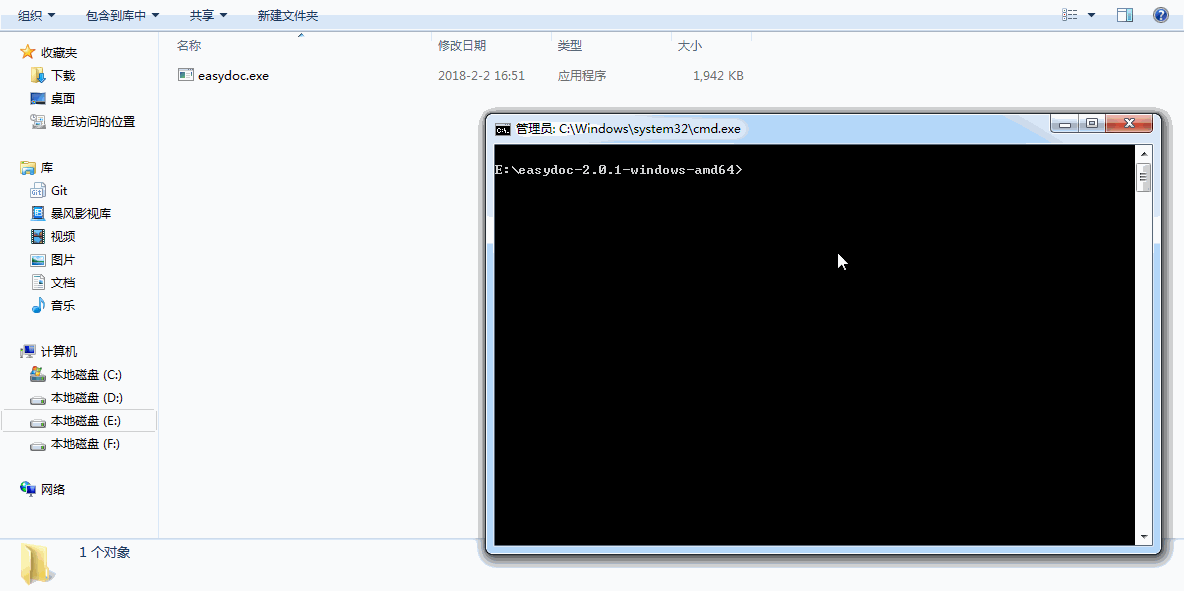 组织 包含到库中 共享 新建文件夹
收藏夹
下载
桌面
最近访问的位置
库
Git
暴风影视库
视频
图片
文档
音乐
计算机
本地磁盘 (C:)
本地磁盘 (D:)
本地磁盘 (E:)
本地磁盘 (F:)
网络
名称 修改日期 类型 大小
easydoc.exe 2018-2-2 16:51 应用程序 1,942 KB
管理员: C:\Windows\system32\cmd.exe
E:\easydoc-2.0.1-windows-amd64>
1 个对象